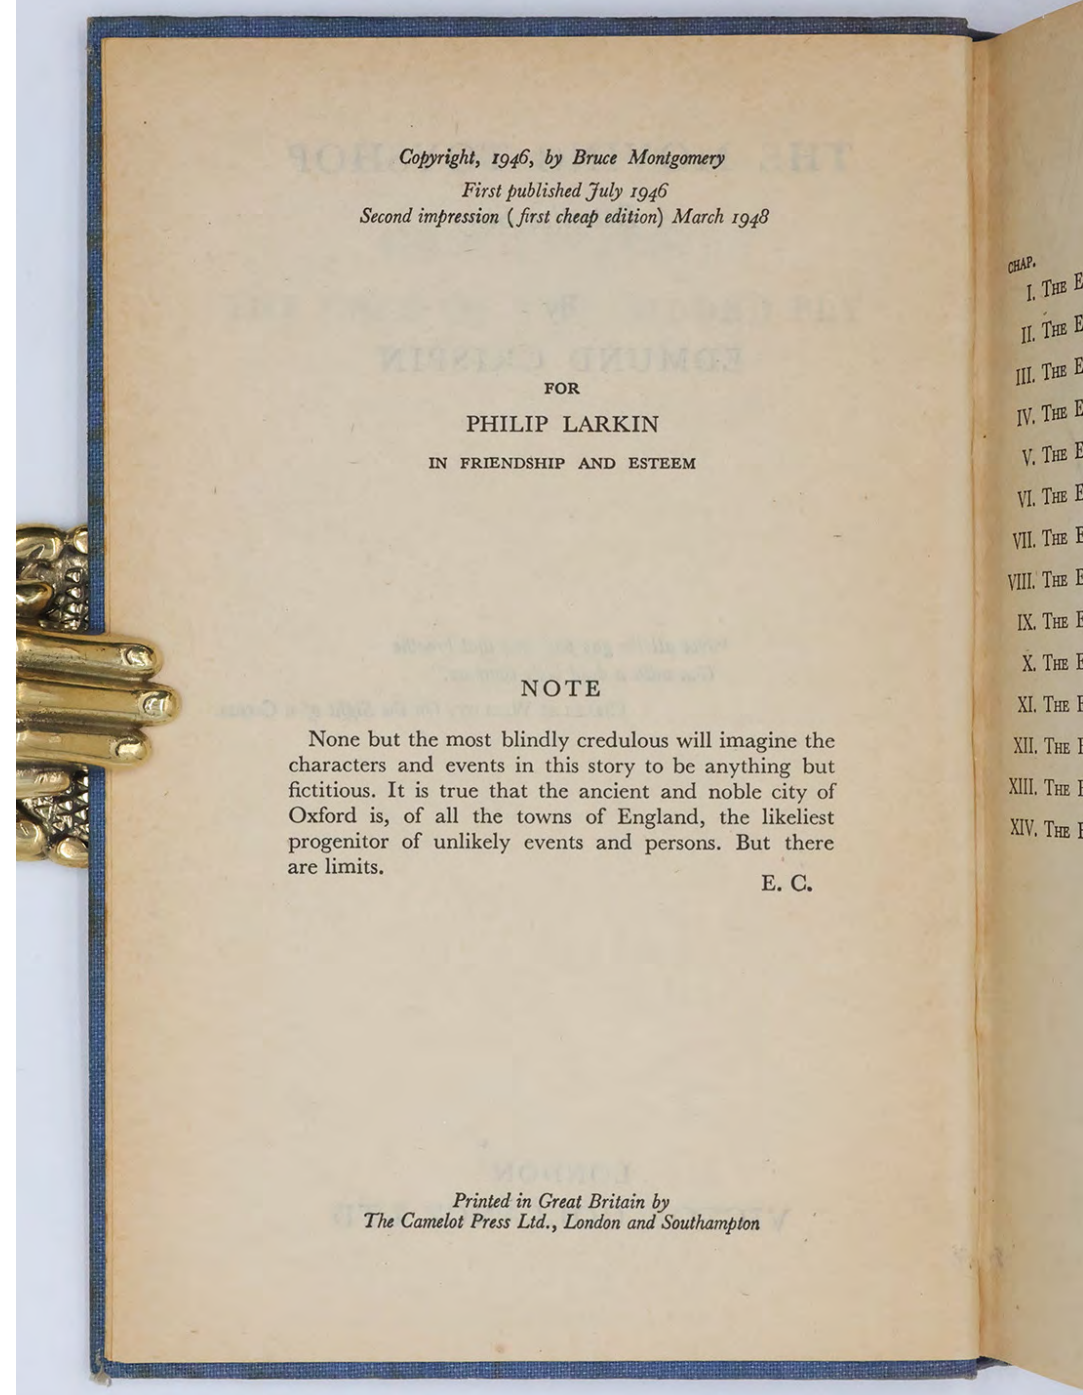 Copyright, 1946, by Bruce Montgomery
First published July 1946
Second impression (first cheap edition) March 1948
FOR
PHILIP LARKIN
IN FRIENDSHIP AND ESTEEM
NOTE
None but the most blindly credulous will imagine the
characters and events in this story to be anything but
fictitious. It is true that the ancient and noble city of
Oxford is, of all the towns of England, the likeliest
progenitor of unlikely events and persons. But there
are limits.
E. C.
Printed in Great Britain by
The Camelot Press Ltd., London and Southampton
CHAP.
I. THE E
II. THE E
III. THE E
IV. THE E
V. THE E
VI. THE E
VII. THE E
VIII. THE E
IX. THE E
X. THE E
XI. THE E
XII. THE E
XIII. THE E
XIV. THE E